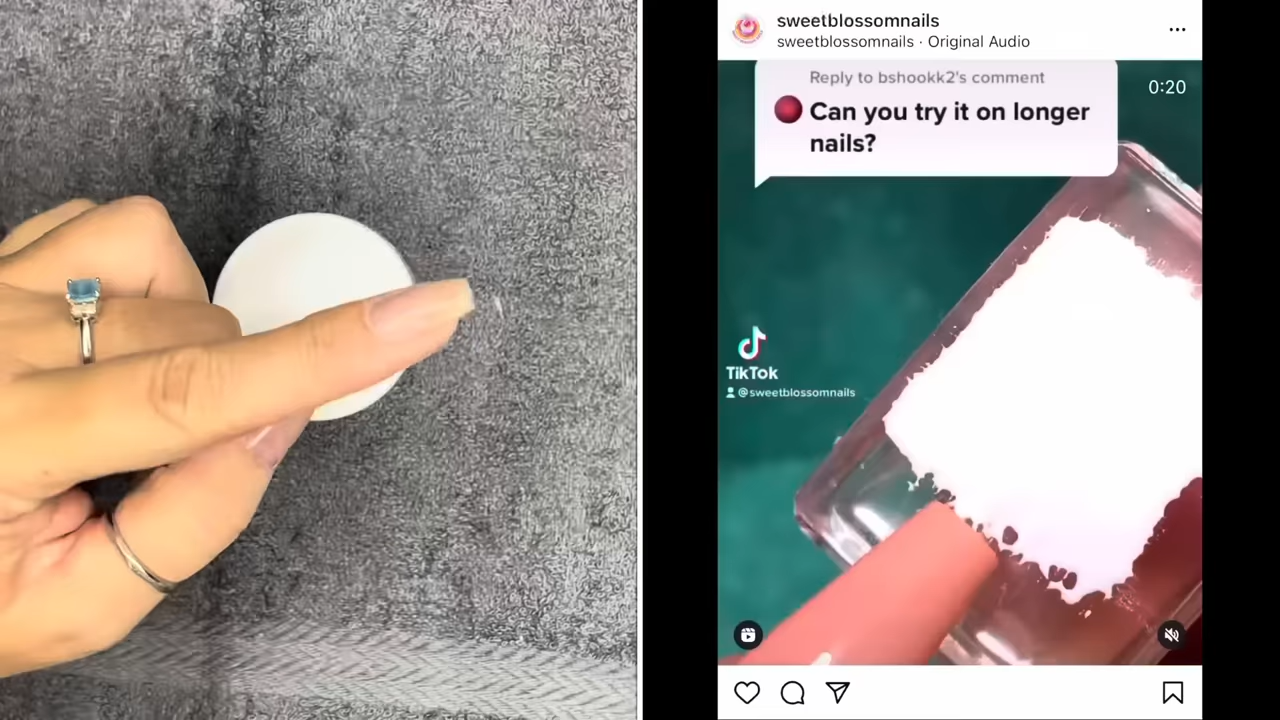 sweetblossomnails
sweetblossomnails · Original Audio
Reply to bshookk2's comment
0:20
Can you try it on longer
nails?
TikTok
@sweetblossomnails